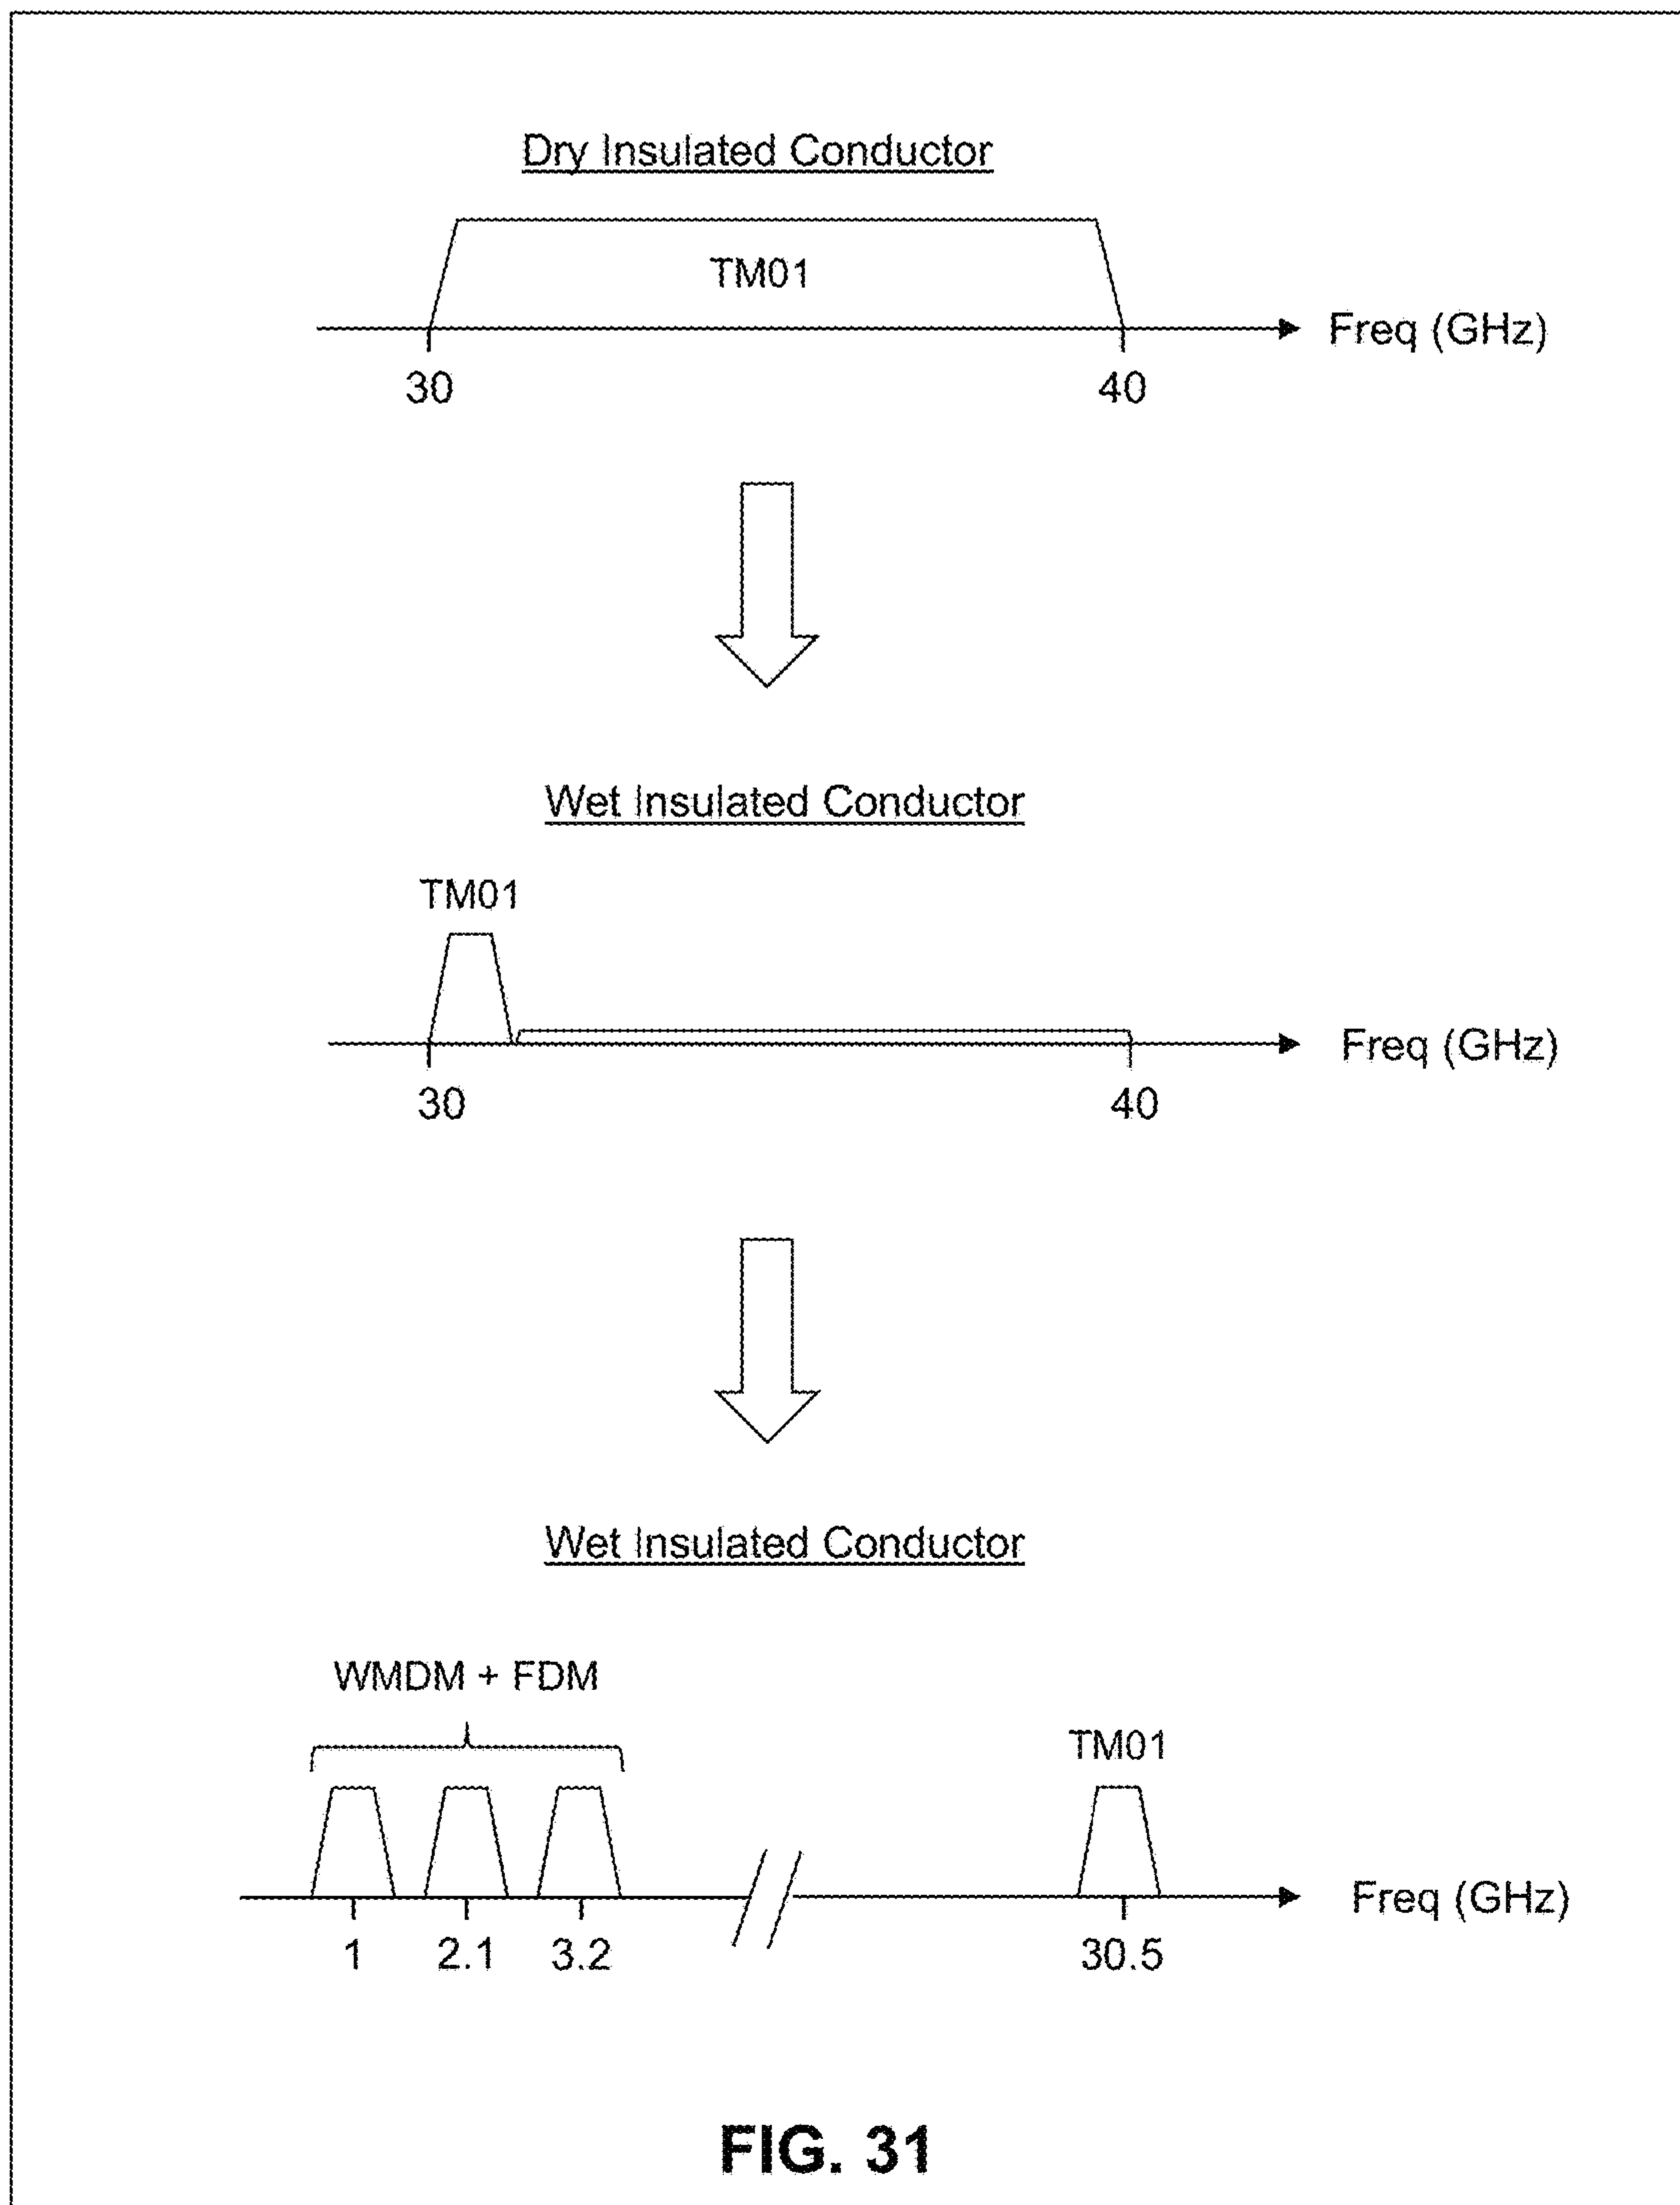 Dry Insulated Conductor
TM01
Freq (GHz)
30 40
Wet Insulated Conductor
TM01
Freq (GHz)
30 40
Wet Insulated Conductor
WMDM + FDM
TM01
Freq (GHz)
1 2.1 3.2 30.5
FIG. 31